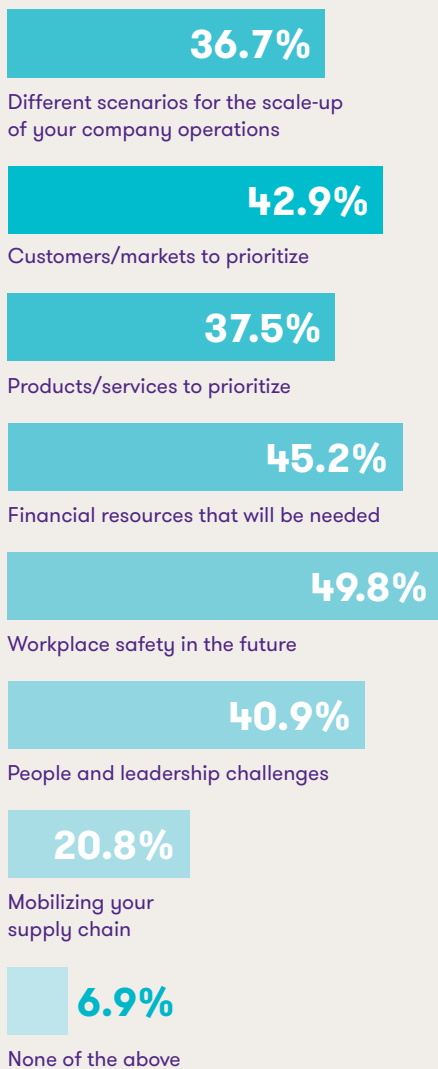 36.7%
Different scenarios for the scale-up
of your company operations
42.9%
Customers/markets to prioritize
37.5%
Products/services to prioritize
45.2%
Financial resources that will be needed
49.8%
Workplace safety in the future
40.9%
People and leadership challenges
20.8%
Mobilizing your
supply chain
6.9%
None of the above